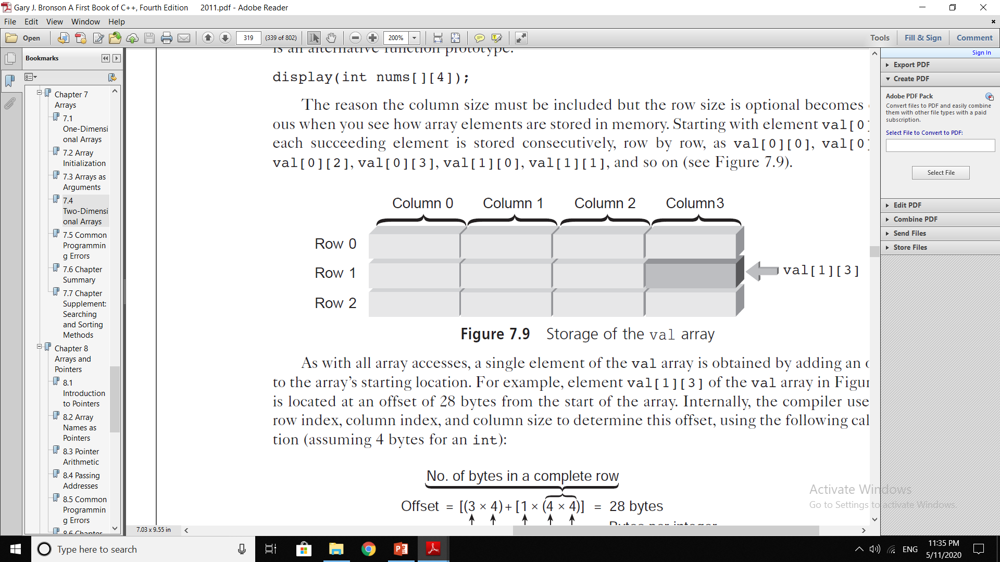 Gary J. Bronson A First Book of C++, Fourth Edition 2011.pdf - Adobe Reader
File Edit View Window Help
Open 319 (339 of 802) 200% Tools Fill & Sign Comment
Bookmarks
Chapter 7
Arrays
7.1
One-Dimensi
onal Arrays
7.2 Array
Initialization
7.3 Arrays as
Arguments
7.4
Two-Dimensi
onal Arrays
7.5 Common
Programmin
g Errors
7.6 Chapter
Summary
7.7 Chapter
Supplement:
Searching
and Sorting
Methods
Chapter 8
Arrays and
Pointers
8.1
Introduction
to Pointers
8.2 Array
Names as
Pointers
8.3 Pointer
Arithmetic
8.4 Passing
Addresses
8.5 Common
Programmin
g Errors
8.6 Chapter
is an alternative function prototype.
display(int nums[][4]);
The reason the column size must be included but the row size is optional becomes
ous when you see how array elements are stored in memory. Starting with element val[0]
each succeeding element is stored consecutively, row by row, as val[0][0], val[0]
val[0][2], val[0][3], val[1][0], val[1][1], and so on (see Figure 7.9).
Column 0 Column 1 Column 2 Column3
Row 0
Row 1 val[1][3]
Row 2
Figure 7.9 Storage of the val array
As with all array accesses, a single element of the val array is obtained by adding an
to the array's starting location. For example, element val[1][3] of the val array in Figur
is located at an offset of 28 bytes from the start of the array. Internally, the compiler use
row index, column index, and column size to determine this offset, using the following cal
tion (assuming 4 bytes for an int):
No. of bytes in a complete row
Offset = [(3 × 4) + [1 × (4 × 4)] = 28 bytes
Bytes per integer
7.03 x 9.55 in
Sign In
Export PDF
Create PDF
Adobe PDF Pack
Convert files to PDF and easily combine
them with other file types with a paid
subscription.
Select File to Convert to PDF:
Select File
Edit PDF
Combine PDF
Send Files
Store Files
Activate Windows
Go to Settings to activate Windows.
Type here to search
ENG
11:35 PM
5/11/2020